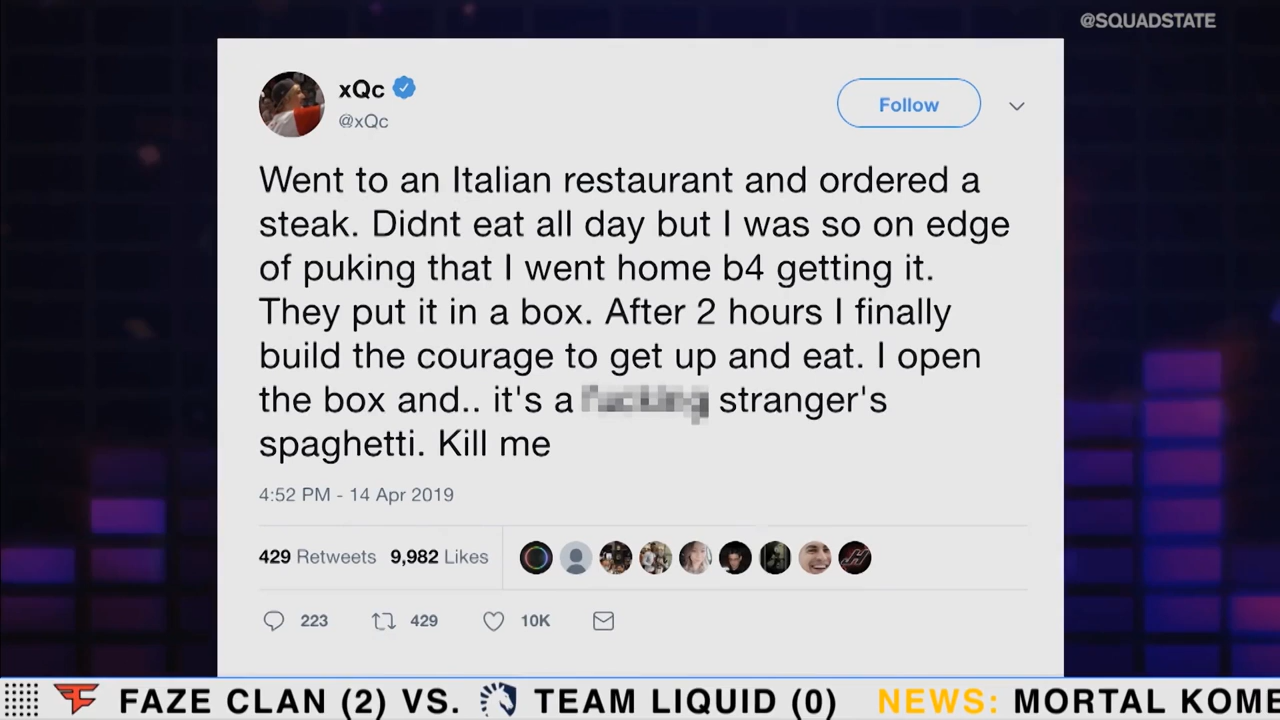 @SQUADSTATE
xQc
@xQc
Follow
Went to an Italian restaurant and ordered a
steak. Didnt eat all day but I was so on edge
of puking that I went home b4 getting it.
They put it in a box. After 2 hours I finally
build the courage to get up and eat. I open
the box and.. it's a stranger's
spaghetti. Kill me
4:52 PM - 14 Apr 2019
429 Retweets 9,982 Likes
223 429 10K
FAZE CLAN (2) VS. TEAM LIQUID (0) NEWS: MORTAL KOM